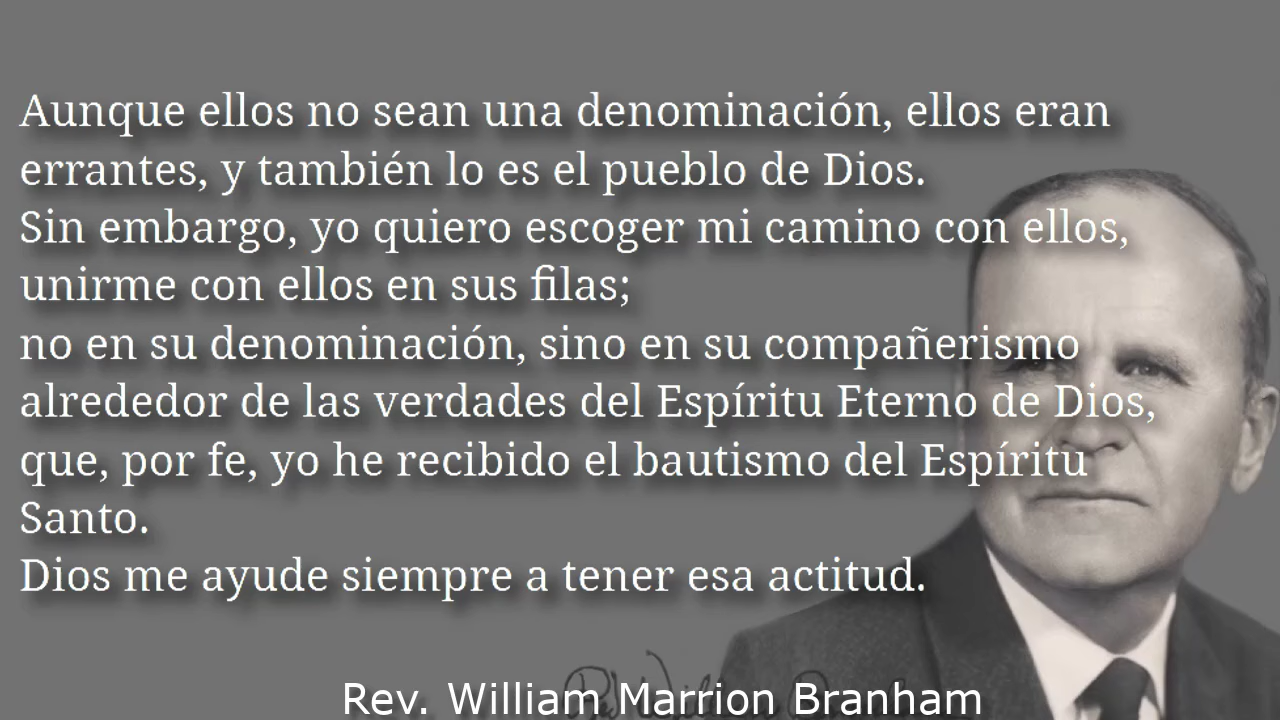 Aunque ellos no sean una denominación, ellos eran
errantes, y también lo es el pueblo de Dios.
Sin embargo, yo quiero escoger mi camino con ellos,
unirme con ellos en sus filas;
no en su denominación, sino en su compañerismo
alrededor de las verdades del Espíritu Eterno de Dios,
que, por fe, yo he recibido el bautismo del Espíritu
Santo.
Dios me ayude siempre a tener esa actitud.
Rev. William Marrion Branham